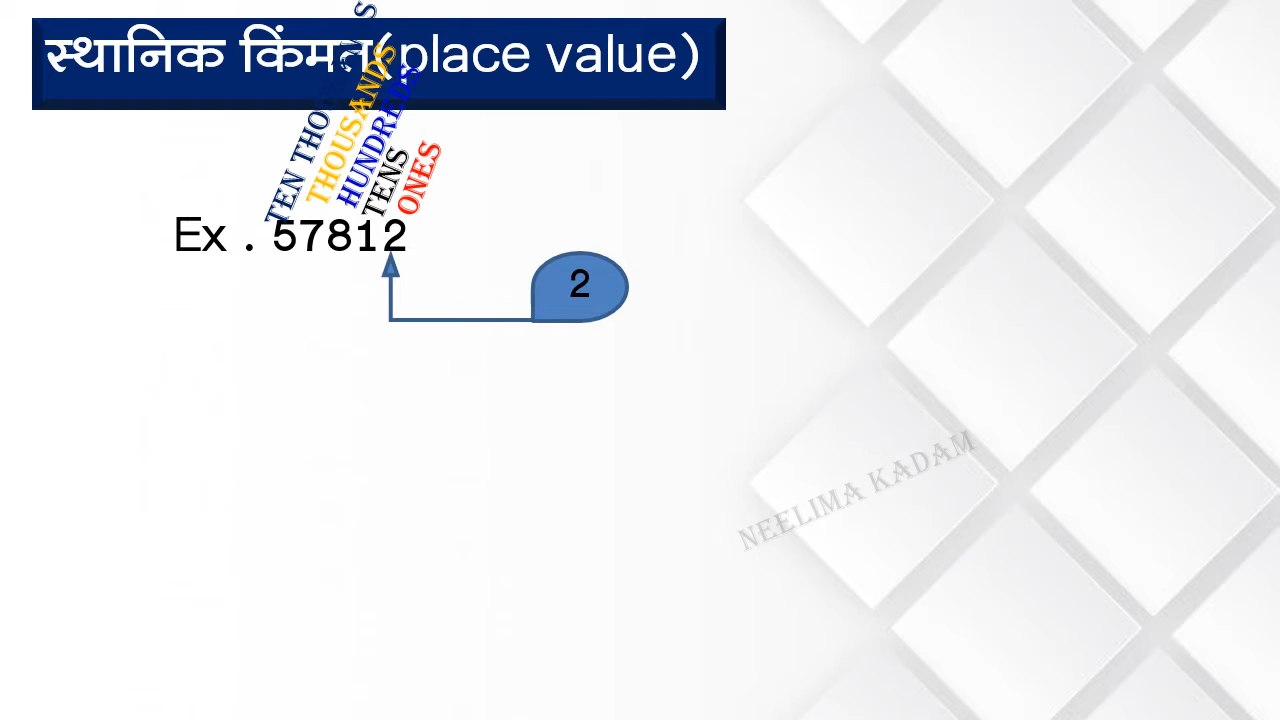 स्थानिक किंमत(place value)
TEN THOUSANDS
THOUSANDS
HUNDREDS
TENS
ONES
Ex . 57812
2
NEELIMA KADAM